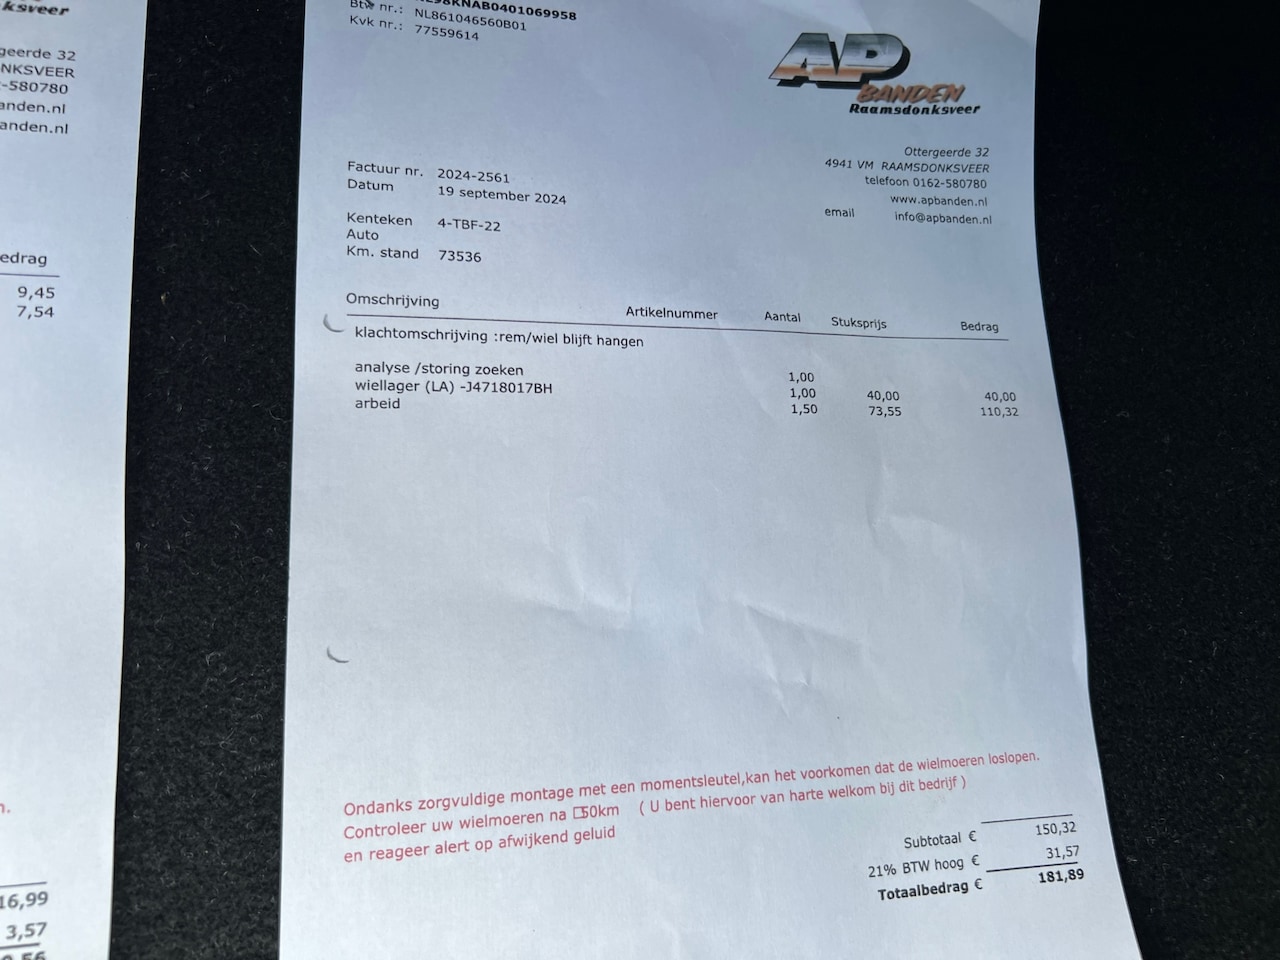 ksveer
geerde 32
NKSVEER
-580780
anden.nl
anden.nl
edrag
9,45
7,54
n.
16,99
3,57
KNAB0401069958
Btw nr.: NL861046560B01
Kvk nr.: 77559614
AP
BANDEN
Raamsdonksveer
Ottergeerde 32
4941 VM RAAMSDONKSVEER
telefoon 0162-580780
www.apbanden.nl
email info@apbanden.nl
Factuur nr. 2024-2561
Datum 19 september 2024
Kenteken 4-TBF-22
Auto
Km. stand 73536
Omschrijving Artikelnummer Aantal Stuksprijs Bedrag
klachtomschrijving :rem/wiel blijft hangen
analyse /storing zoeken 1,00
wiellager (LA) -J4718017BH 1,00 40,00 40,00
arbeid 1,50 73,55 110,32
Ondanks zorgvuldige montage met een momentsleutel,kan het voorkomen dat de wielmoeren loslopen.
Controleer uw wielmoeren na □50km ( U bent hiervoor van harte welkom bij dit bedrijf )
en reageer alert op afwijkend geluid
Subtotaal € 150,32
21% BTW hoog € 31,57
Totaalbedrag € 181,89